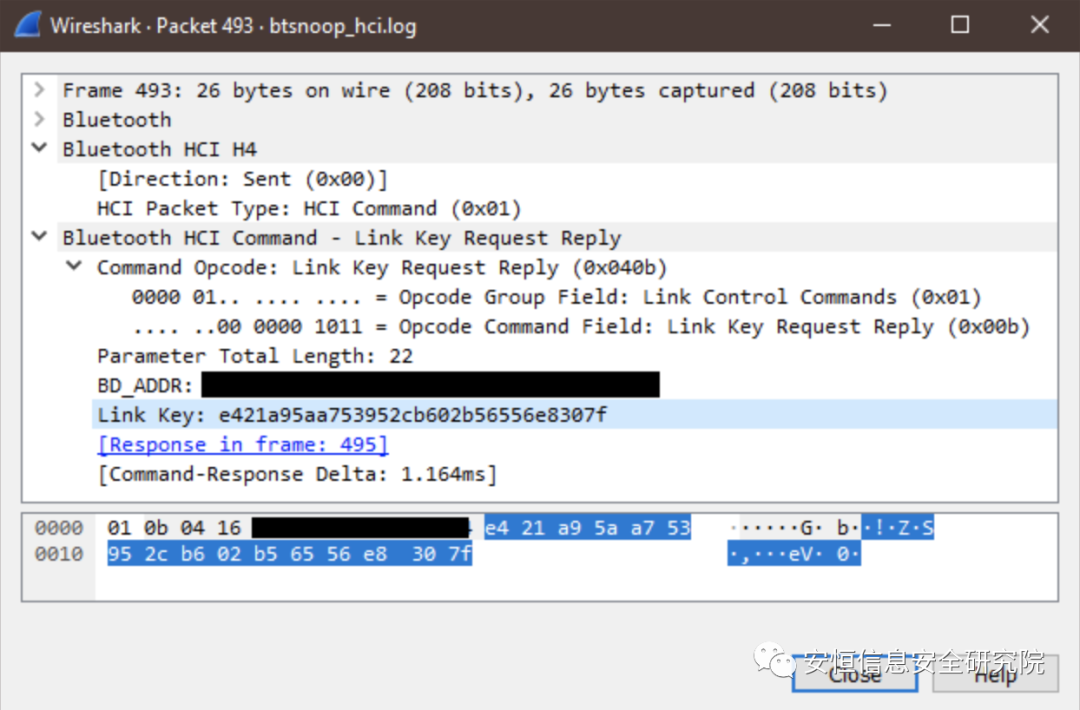 Wireshark · Packet 493 · btsnoop_hci.log
Frame 493: 26 bytes on wire (208 bits), 26 bytes captured (208 bits)
Bluetooth
Bluetooth HCI H4
[Direction: Sent (0x00)]
HCI Packet Type: HCI Command (0x01)
Bluetooth HCI Command - Link Key Request Reply
Command Opcode: Link Key Request Reply (0x040b)
0000 01.. .... .... = Opcode Group Field: Link Control Commands (0x01)
.... ..00 0000 1011 = Opcode Command Field: Link Key Request Reply (0x00b)
Parameter Total Length: 22
BD_ADDR:
Link Key: e421a95aa753952cb602b56556e8307f
[Response in frame: 495]
[Command-Response Delta: 1.164ms]
0000 01 0b 04 16 e4 21 a9 5a a7 53 ······G· b··!·Z·S
0010 95 2c b6 02 b5 65 56 e8 30 7f ·,···eV· 0·
安恒信息安全研究院
Close Help